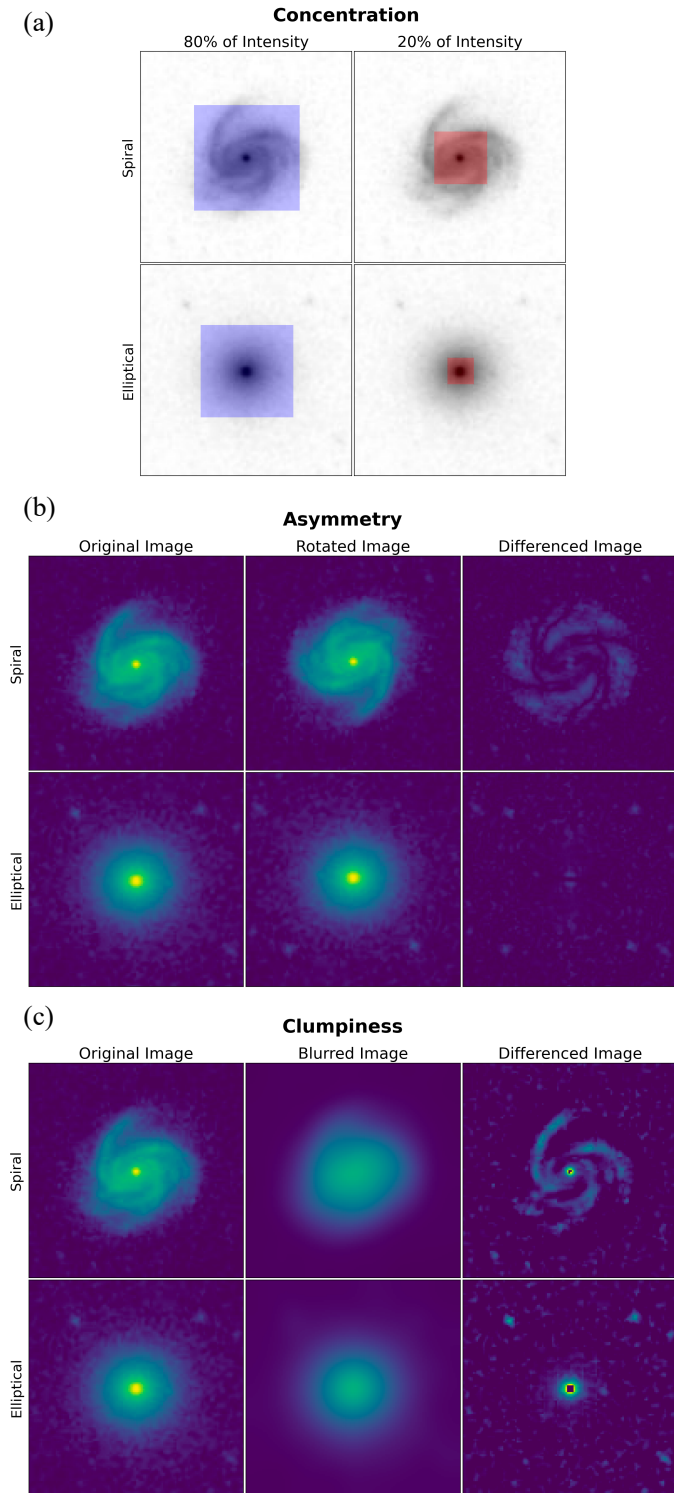 (a)
Concentration
80% of Intensity 20% of Intensity
Spiral
Elliptical
(b)
Asymmetry
Original Image Rotated Image Differenced Image
Spiral
Elliptical
(c)
Clumpiness
Original Image Blurred Image Differenced Image
Spiral
Elliptical